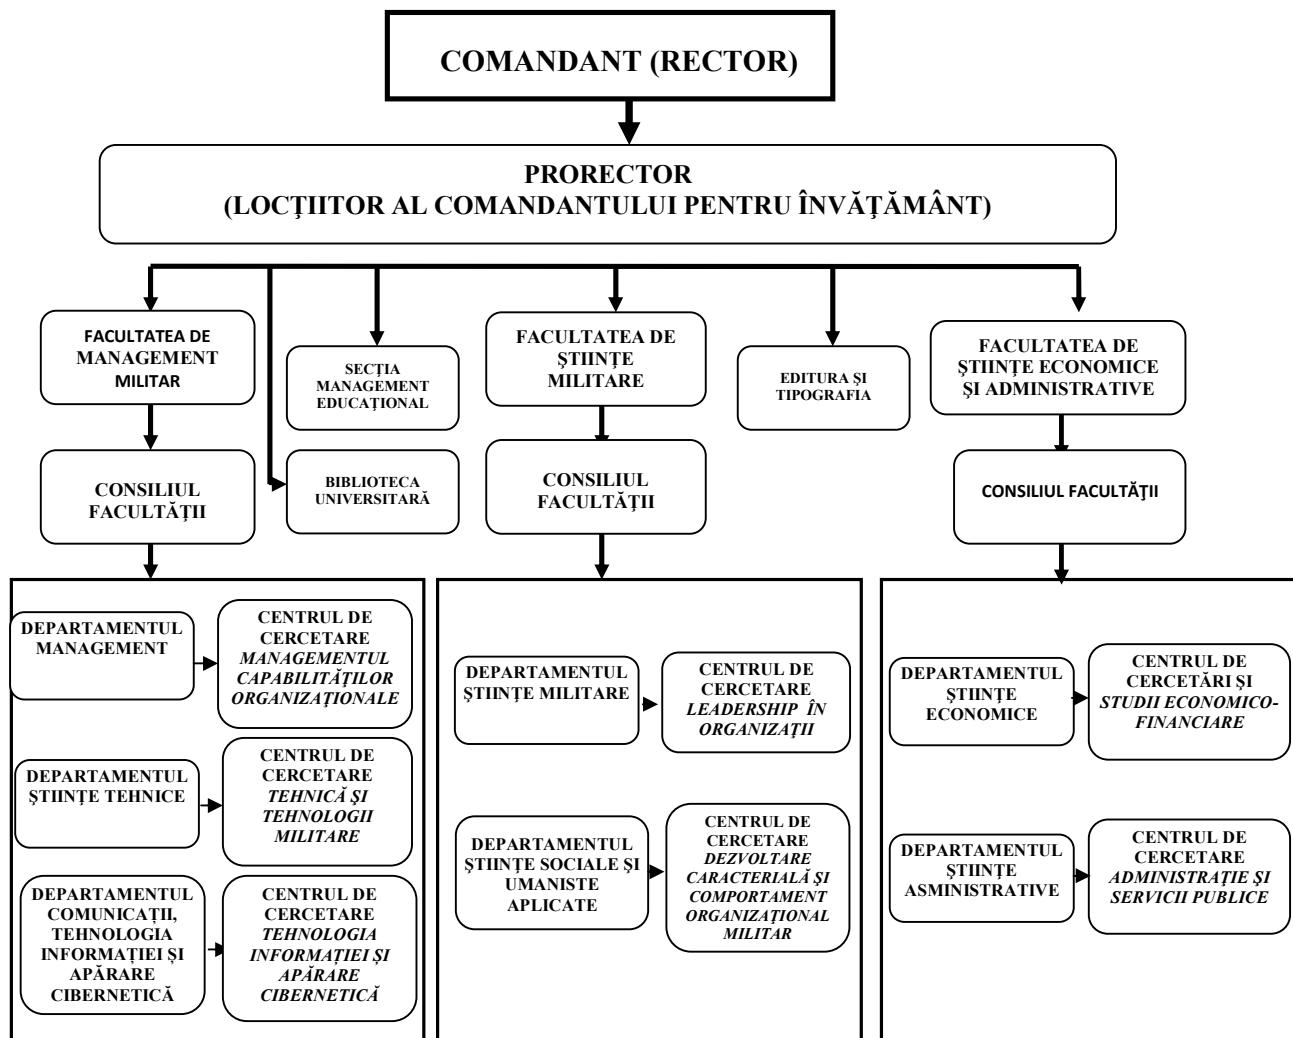 COMANDANT (RECTOR)
PRORECTOR
(LOCŢIITOR AL COMANDANTULUI PENTRU ÎNVĂŢĂMÂNT)
FACULTATEA DE
MANAGEMENT
MILITAR
SECŢIA
MANAGEMENT
EDUCAŢIONAL
FACULTATEA DE
ŞTIINŢE
MILITARE
EDITURA ŞI
TIPOGRAFIA
FACULTATEA DE
ŞTIINŢE ECONOMICE
ŞI ADMINISTRATIVE
CONSILIUL
FACULTĂŢII
BIBLIOTECA
UNIVERSITARĂ
CONSILIUL
FACULTĂŢII
CONSILIUL FACULTĂŢII
DEPARTAMENTUL
MANAGEMENT
CENTRUL DE
CERCETARE
MANAGEMENTUL
CAPABILITĂŢILOR
ORGANIZAŢIONALE
DEPARTAMENTUL
ŞTIINŢE TEHNICE
CENTRUL DE
CERCETARE
TEHNICĂ ŞI
TEHNOLOGII
MILITARE
DEPARTAMENTUL
COMUNICAȚII,
TEHNOLOGIA
INFORMAȚIEI ȘI
APĂRARE
CIBERNETICĂ
CENTRUL DE
CERCETARE
TEHNOLOGIA
INFORMAȚIEI ȘI
APĂRARE
CIBERNETICĂ
DEPARTAMENTUL
ŞTIINŢE MILITARE
CENTRUL DE
CERCETARE
LEADERSHIP ÎN
ORGANIZAŢII
DEPARTAMENTUL
ŞTIINŢE SOCIALE ŞI
UMANISTE
APLICATE
CENTRUL DE
CERCETARE
DEZVOLTARE
CARACTERIALĂ ŞI
COMPORTAMENT
ORGANIZAŢIONAL
MILITAR
DEPARTAMENTUL
ŞTIINŢE
ECONOMICE
CENTRUL DE
CERCETĂRI ŞI
STUDII ECONOMICO-
FINANCIARE
DEPARTAMENTUL
ŞTIINŢE
ASMINISTRATIVE
CENTRUL DE
CERCETARE
ADMINISTRAŢIE ŞI
SERVICII PUBLICE